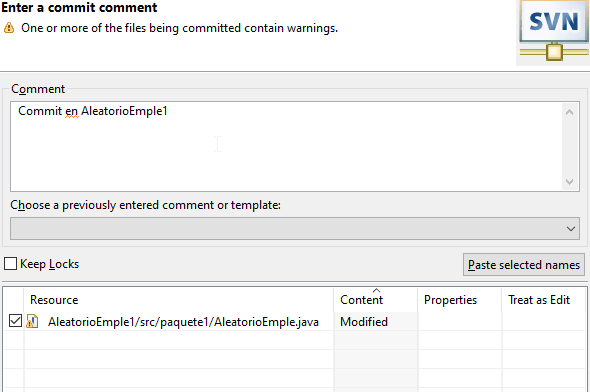 Enter a commit comment
One or more of the files being committed contain warnings.
SVN
Comment
Commit en AleatorioEmple1
Choose a previously entered comment or template:
Keep Locks
Paste selected names
Resource Content Properties Treat as Edit
AleatorioEmple1/src/paquete1/AleatorioEmple.java Modified